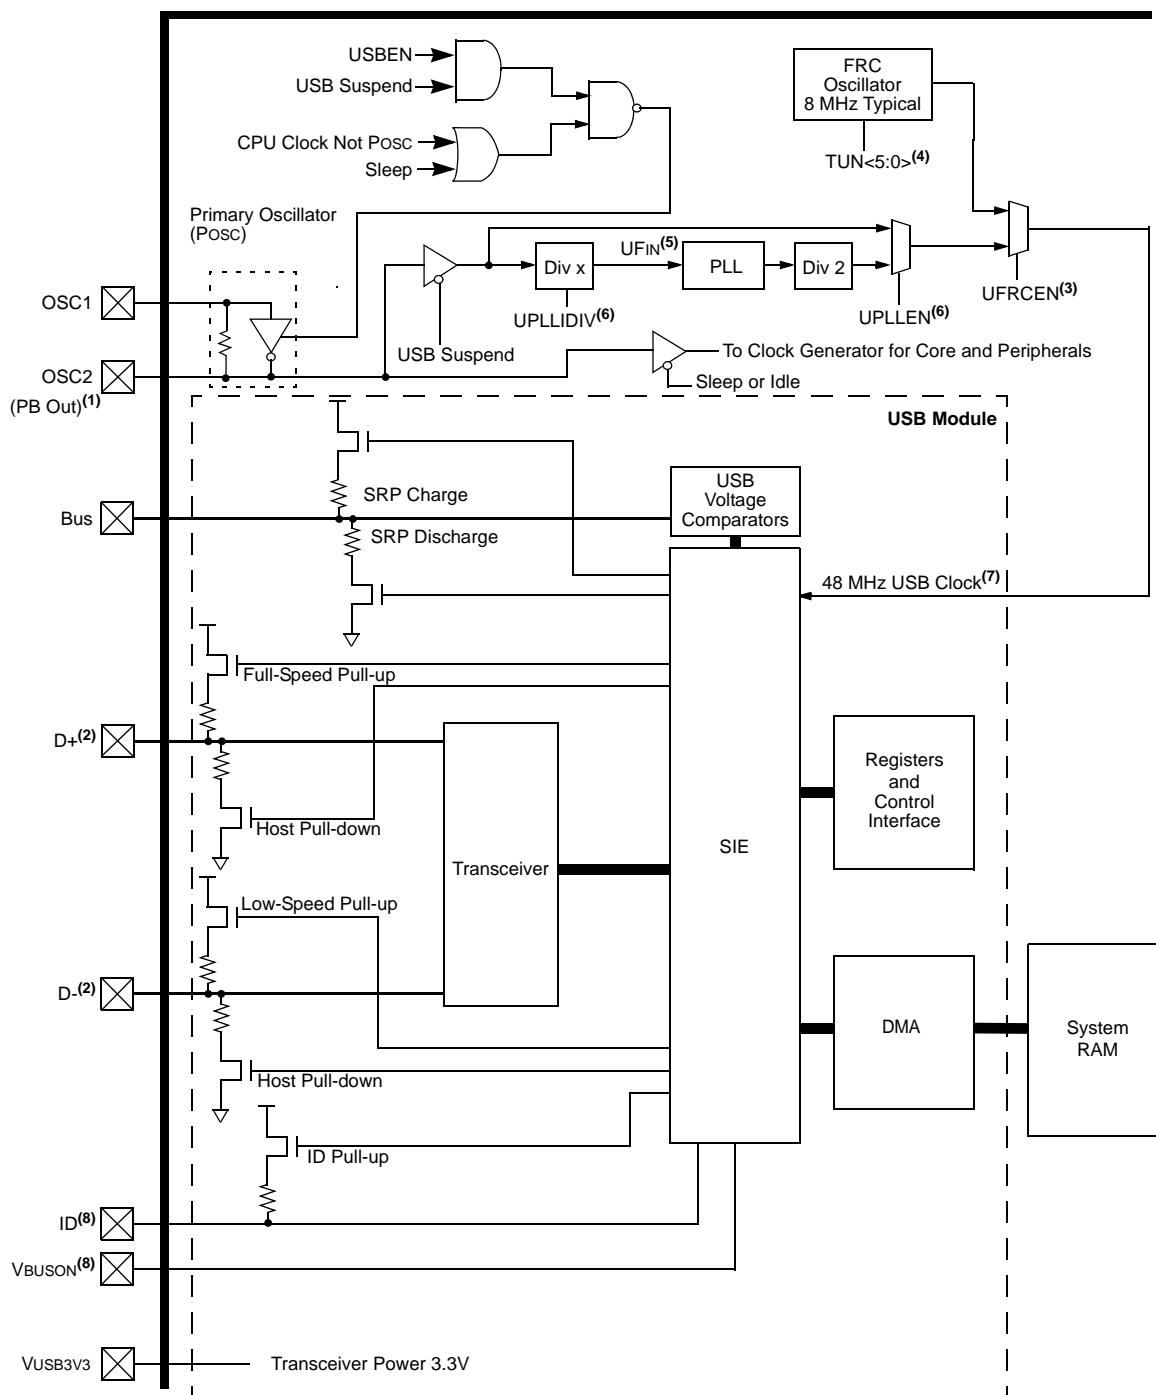 USBEN
USB Suspend
CPU Clock Not POSC
Sleep
FRC
Oscillator
8 MHz Typical
TUN<5:0>(4)
Primary Oscillator
(POSC)
UFIN(5)
Div x
PLL
Div 2
UFRCEN(3)
UPLLIDIV(6)
UPLLEN(6)
OSC1
USB Suspend
To Clock Generator for Core and Peripherals
OSC2
(PB Out)(1)
Sleep or Idle
USB Module
USB
Voltage
Comparators
SRP Charge
Bus
SRP Discharge
48 MHz USB Clock(7)
Full-Speed Pull-up
D+(2)
Registers
and
Control
Interface
Host Pull-down
SIE
Transceiver
Low-Speed Pull-up
D-(2)
DMA
System
RAM
Host Pull-down
ID Pull-up
ID(8)
VBUSON(8)
VUSB3V3
Transceiver Power 3.3V